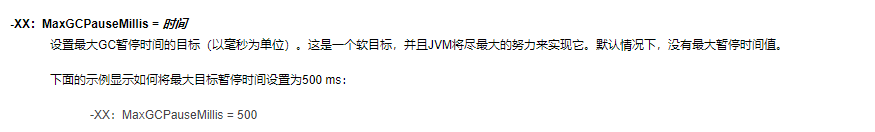 -XX：MaxGCPauseMillis = 时间
设置最大GC暂停时间的目标（以毫秒为单位）。这是一个软目标，并且JVM将尽最大的努力来实现它。默认情况下，没有最大暂停时间值。
下面的示例显示如何将最大目标暂停时间设置为500 ms：
-XX：MaxGCPauseMillis = 500